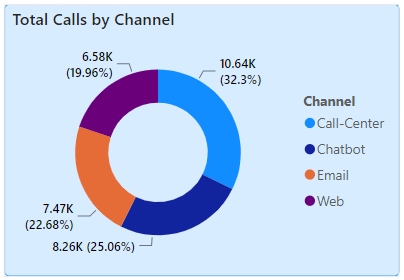 Total Calls by Channel
6.58K
(19.96%)
10.64K
(32.3%)
Channel
Call-Center
Chatbot
Email
Web
7.47K
(22.68%)
8.26K (25.06%)